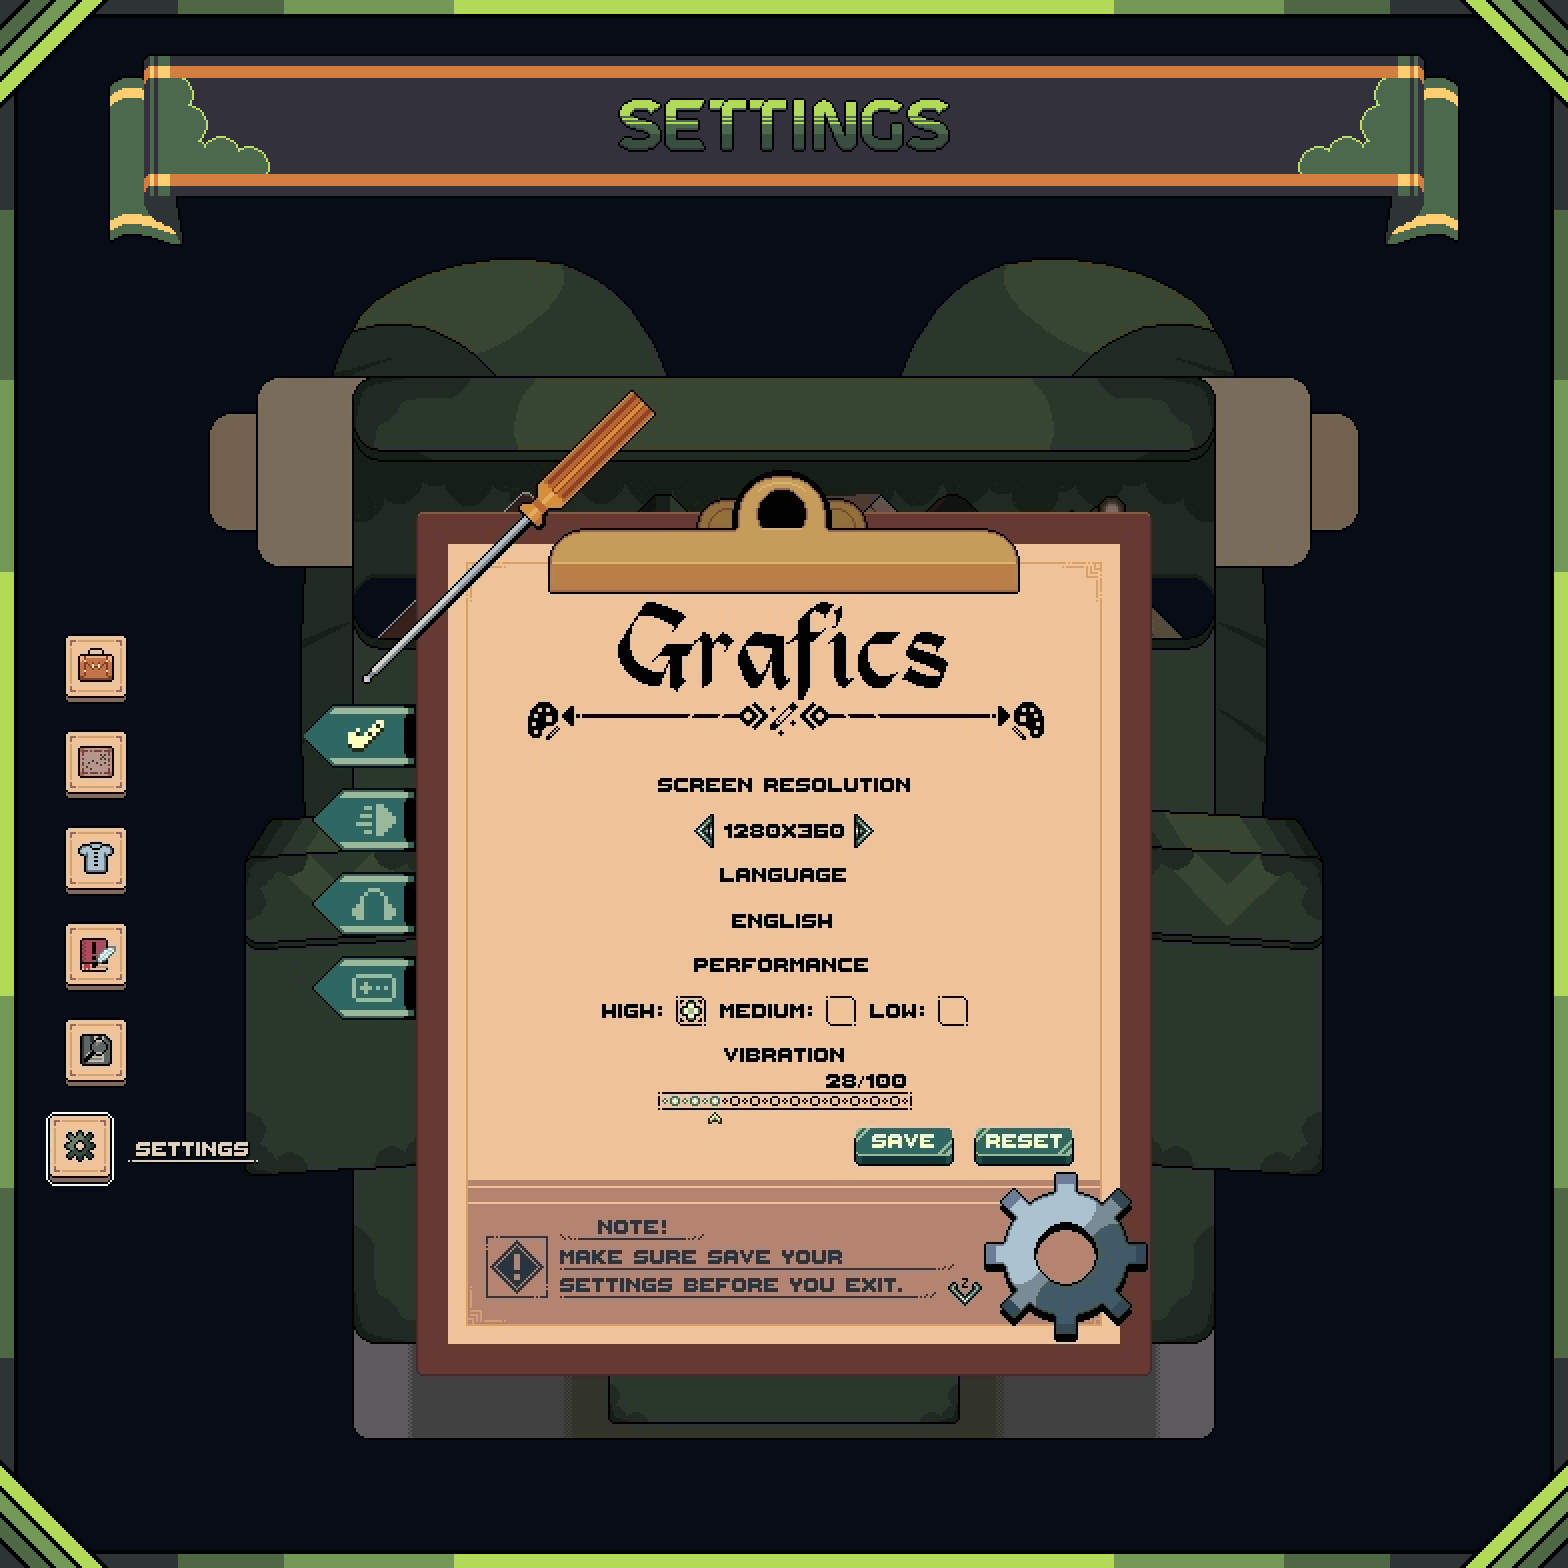 SETTINGS
Grafics
SCREEN RESOLUTION
1280X360
LANGUAGE
ENGLISH
PERFORMANCE
HIGH: MEDIUM: LOW:
VIBRATION
28/100
SAVE RESET
SETTINGS
NOTE!
MAKE SURE SAVE YOUR
SETTINGS BEFORE YOU EXIT.
Z